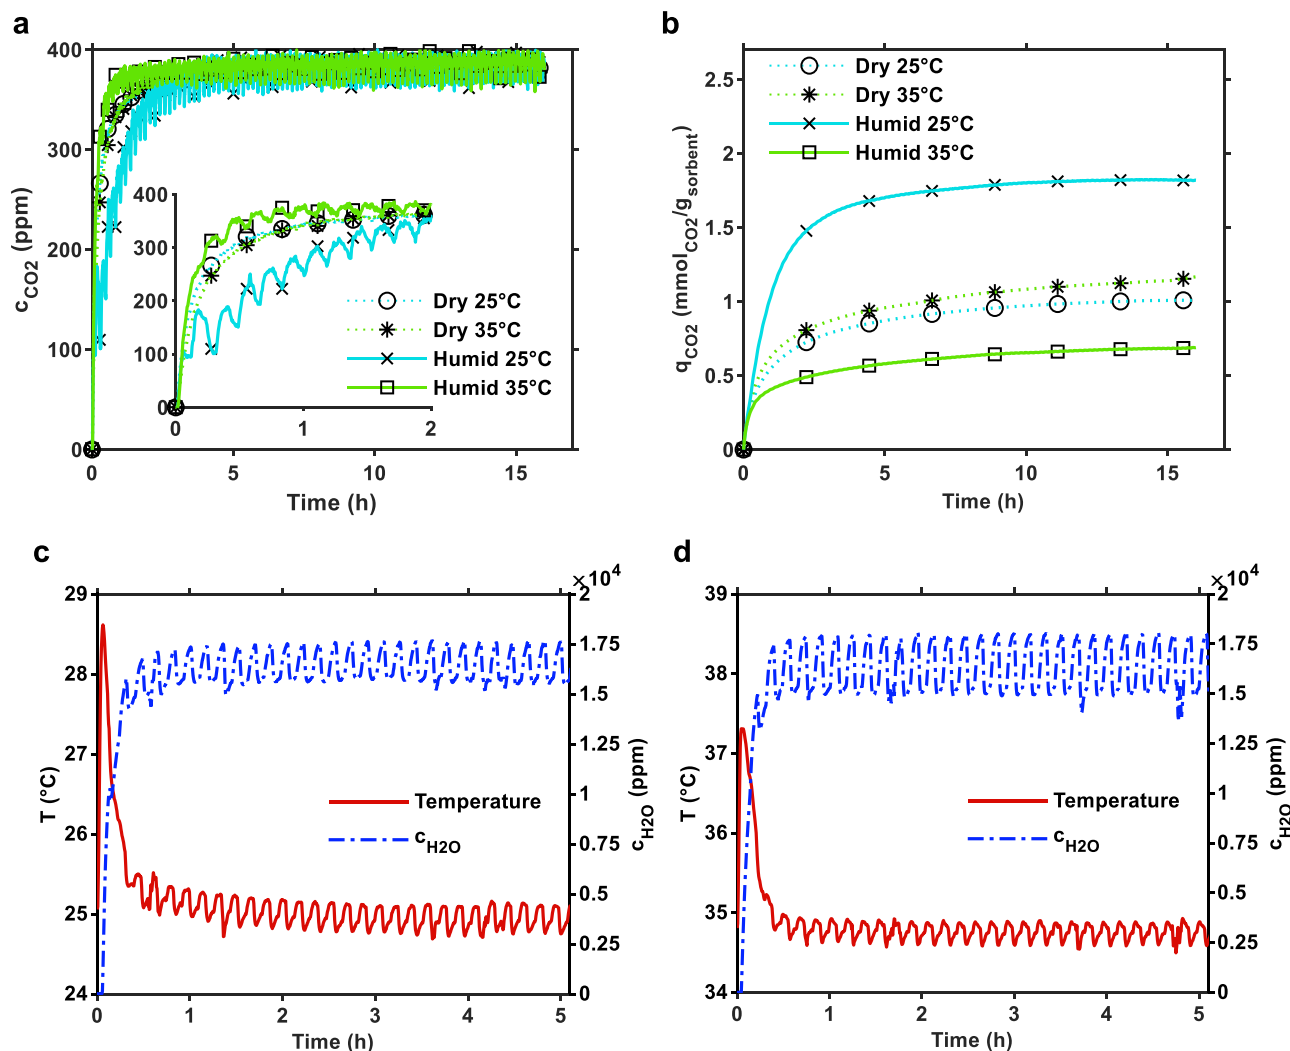 a
400
300
200
100
0
c_CO2 (ppm)
0 5 10 15
Time (h)
400
300
200
100
0
0 1 2
Dry 25°C
Dry 35°C
Humid 25°C
Humid 35°C
b
2.5
2
1.5
1
0.5
0
q_CO2 (mmol_CO2/g_sorbent)
Dry 25°C
Dry 35°C
Humid 25°C
Humid 35°C
0 5 10 15
Time (h)
c
×10^4
29
28
27
26
25
24
T (°C)
2
1.75
1.5
1.25
1
0.75
0.5
0.25
0
c_H2O (ppm)
Temperature
c_H2O
0 1 2 3 4 5
Time (h)
d
×10^4
39
38
37
36
35
34
T (°C)
2
1.75
1.5
1.25
1
0.75
0.5
0.25
0
c_H2O (ppm)
Temperature
c_H2O
0 1 2 3 4 5
Time (h)